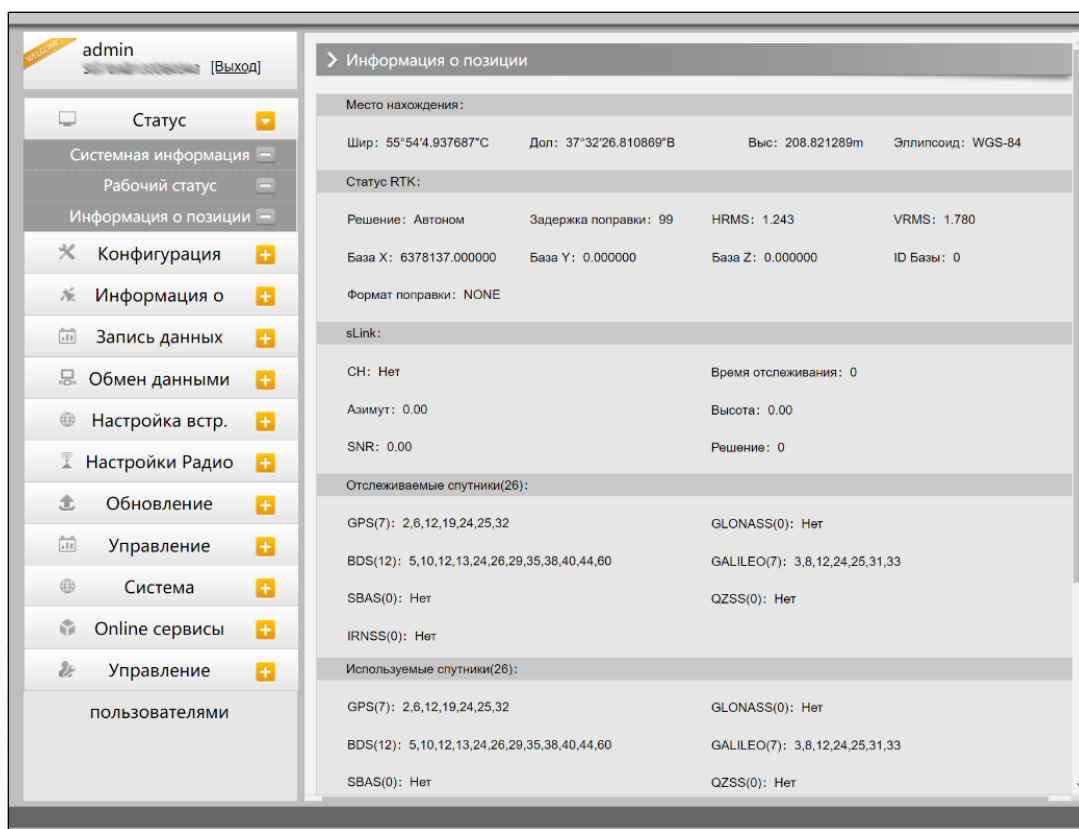 WELCOME
admin
[Выход]
Статус
Системная информация
Рабочий статус
Информация о позиции
Конфигурация
Информация о
Запись данных
Обмен данными
Настройка встр.
Настройки Радио
Обновление
Управление
Система
Online сервисы
Управление
пользователями
Информация о позиции
Место нахождения:
Шир: 55°54'4.937687"С Дол: 37°32'26.810869"В Выс: 208.821289m Эллипсоид: WGS-84
Статус RTK:
Решение: Автоном Задержка поправки: 99 HRMS: 1.243 VRMS: 1.780
База X: 6378137.000000 База Y: 0.000000 База Z: 0.000000 ID Базы: 0
Формат поправки: NONE
sLink:
СН: Нет Время отслеживания: 0
Азимут: 0.00 Высота: 0.00
SNR: 0.00 Решение: 0
Отслеживаемые спутники(26):
GPS(7): 2,6,12,19,24,25,32 GLONASS(0): Нет
BDS(12): 5,10,12,13,24,26,29,35,38,40,44,60 GALILEO(7): 3,8,12,24,25,31,33
SBAS(0): Нет QZSS(0): Нет
IRNSS(0): Нет
Используемые спутники(26):
GPS(7): 2,6,12,19,24,25,32 GLONASS(0): Нет
BDS(12): 5,10,12,13,24,26,29,35,38,40,44,60 GALILEO(7): 3,8,12,24,25,31,33
SBAS(0): Нет QZSS(0): Нет